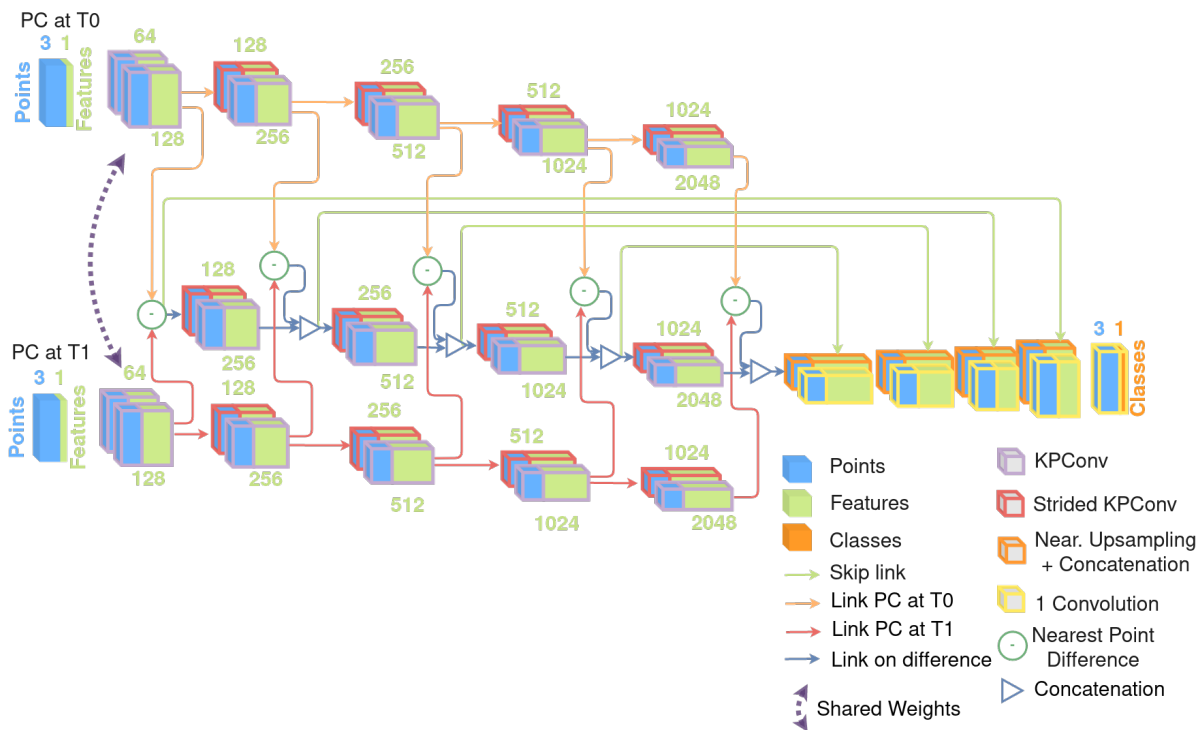 PC at T0
3 1
Points
Features
64
128
128
256
256
512
512
1024
1024
2048
-
-
-
-
-
128
256
256
512
512
1024
1024
2048
3 1
Classes
PC at T1
3 1
Points
Features
64
128
128
256
256
512
512
1024
1024
2048
Points
Features
Classes
Skip link
Link PC at T0
Link PC at T1
Link on difference
Shared Weights
KPConv
Strided KPConv
Near. Upsampling
+ Concatenation
1 Convolution
-
Nearest Point
Difference
Concatenation